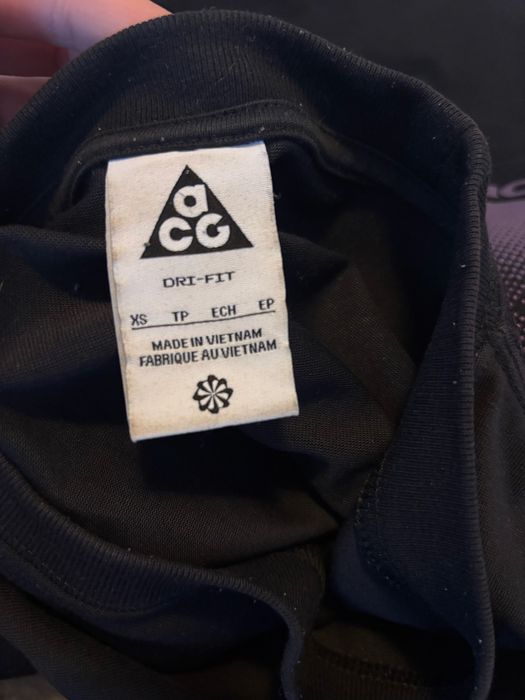 acG
DRI-FIT
XS TP ECH EP
MADE IN VIETNAM
FABRIQUE AU VIETNAM